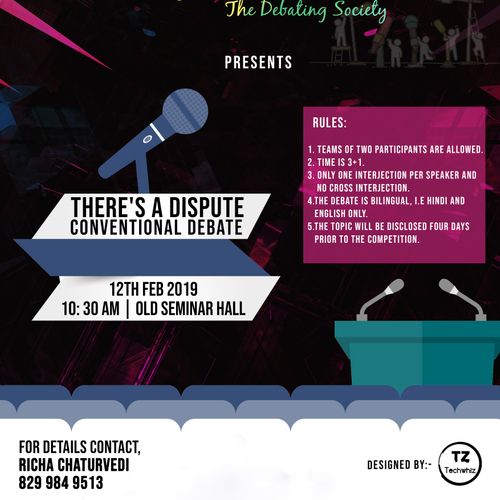 The Debating Society
PRESENTS
RULES:
1. TEAMS OF TWO PARTICIPANTS ARE ALLOWED.
2. TIME IS 3+1.
3. ONLY ONE INTERJECTION PER SPEAKER AND
NO CROSS INTERJECTION.
4.THE DEBATE IS BILINGUAL, I.E HINDI AND
ENGLISH ONLY.
5.THE TOPIC WILL BE DISCLOSED FOUR DAYS
PRIOR TO THE COMPETITION.
THERE'S A DISPUTE
CONVENTIONAL DEBATE
12TH FEB 2019
10: 30 AM | OLD SEMINAR HALL
FOR DETAILS CONTACT,
RICHA CHATURVEDI
829 984 9513
DESIGNED BY:-
TZ
Techwhiz